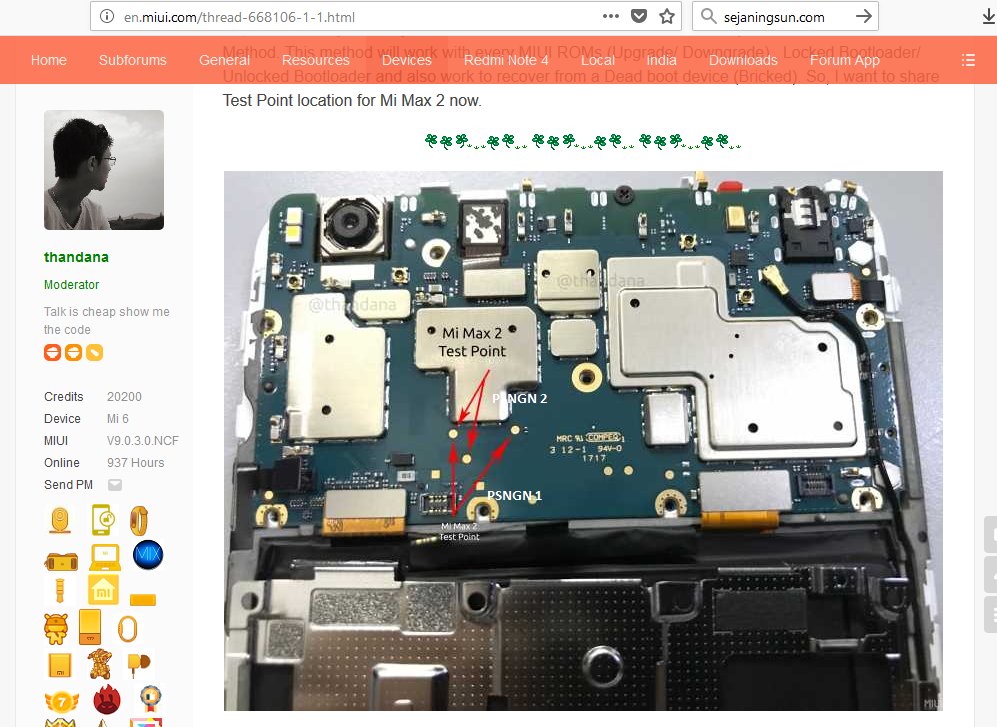 en.miui.com/thread-668106-1-1.html
sejaningsun.com
Method. This method will work with every MIUI ROMs (Upgrade/ Downgrade), Locked Bootloader/
Home Subforums General Resources Devices Redmi Note 4 Local India Downloads Forum App
Unlocked Bootloader and also work to recover from a Dead boot device (Bricked). So, I want to share
Test Point location for Mi Max 2 now.
thandana
Moderator
Talk is cheap show me
the code
Credits 20200
Device Mi 6
MIUI V9.0.3.0.NCF
Online 937 Hours
Send PM
@thandana
@thandana
Mi Max 2
Test Point
PSNGN 2
MRC COMPEQ
3 12-1 94V-0
1717
PSNGN 1
Mi Max 2
Test Point
MIX
7
MIUI